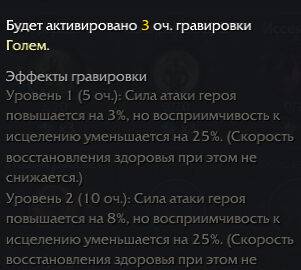 Будет активировано 3 оч. гравировки
Голем.
Эффекты гравировки
Уровень 1 (5 оч.): Сила атаки героя
повышается на 3%, но восприимчивость к
исцелению уменьшается на 25%. (Скорость
восстановления здоровья при этом не
снижается.)
Уровень 2 (10 оч.): Сила атаки героя
повышается на 8%, но восприимчивость к
исцелению уменьшается на 25%. (Скорость
восстановления здоровья при этом не